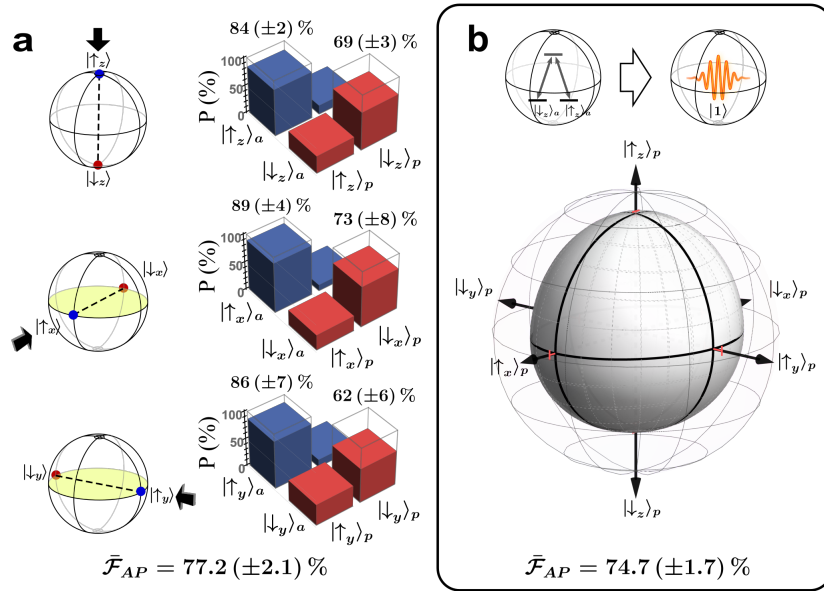 a
|↑z⟩
|↓z⟩
84 (±2) %
69 (±3) %
P (%)
100
50
0
|↑z⟩a
|↓z⟩a
|↑z⟩p
|↓z⟩p
|↓x⟩
|↑x⟩
89 (±4) %
73 (±8) %
P (%)
100
50
0
|↑x⟩a
|↓x⟩a
|↑x⟩p
|↓x⟩p
|↓y⟩
|↑y⟩
86 (±7) %
62 (±6) %
P (%)
100
50
0
|↑y⟩a
|↓y⟩a
|↑y⟩p
|↓y⟩p
F̄AP = 77.2 (±2.1) %
b
|↓z⟩a
|↑z⟩a
|1⟩
|↑z⟩p
|↓y⟩p
|↓x⟩p
|↑x⟩p
|↑y⟩p
|↓z⟩p
F̄AP = 74.7 (±1.7) %